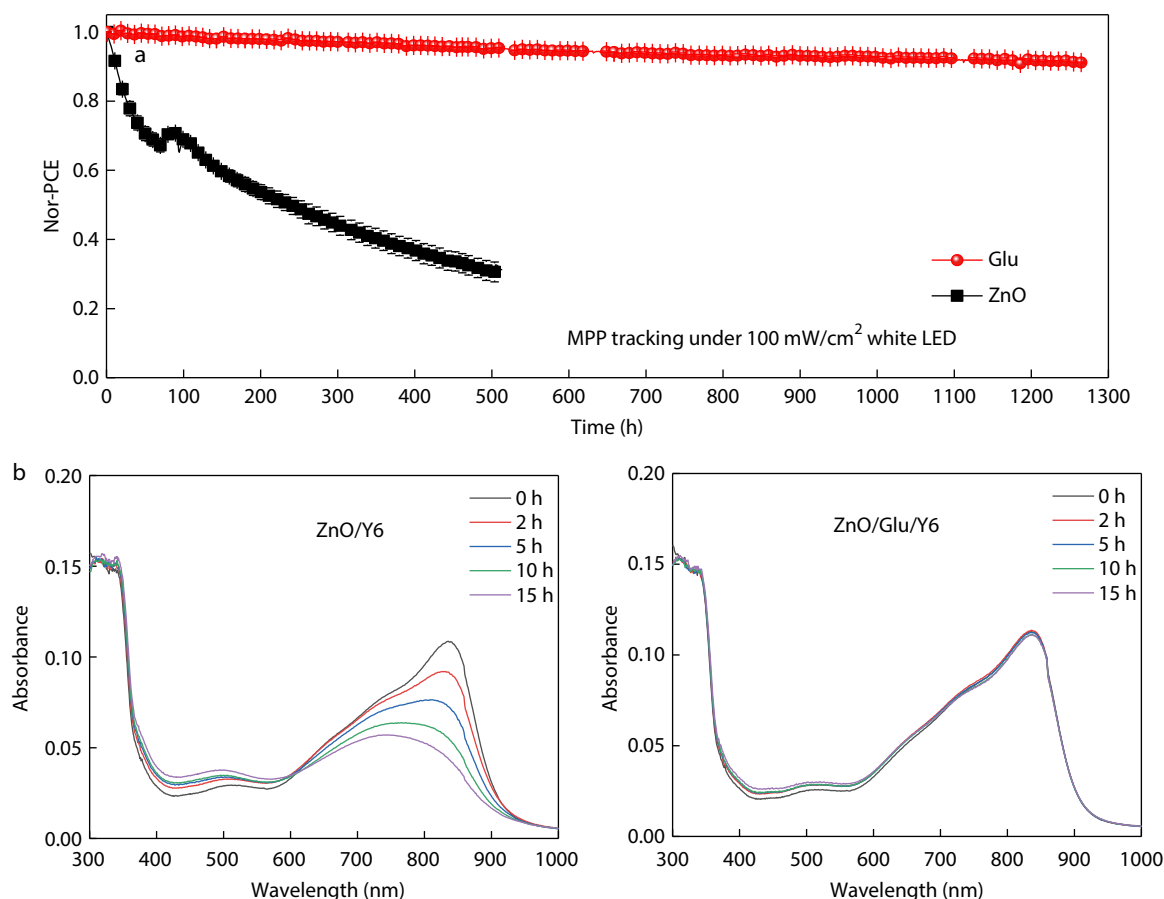 1.0
0.8
0.6
0.4
0.2
0.0
Nor-PCE
a
Glu
ZnO
MPP tracking under 100 mW/cm² white LED
0 100 200 300 400 500 600 700 800 900 1000 1100 1200 1300
Time (h)
b
0.20
0.15
0.10
0.05
0.00
Absorbance
ZnO/Y6
0 h
2 h
5 h
10 h
15 h
300 400 500 600 700 800 900 1000
Wavelength (nm)
0.20
0.15
0.10
0.05
0.00
Absorbance
ZnO/Glu/Y6
0 h
2 h
5 h
10 h
15 h
300 400 500 600 700 800 900 1000
Wavelength (nm)